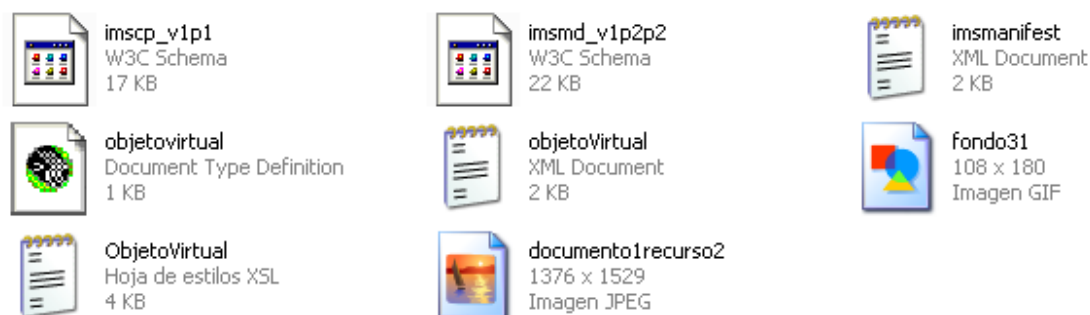 imscp_v1p1
W3C Schema
17 KB
imsmd_v1p2p2
W3C Schema
22 KB
imsmanifest
XML Document
2 KB
objetovirtual
Document Type Definition
1 KB
objetoVirtual
XML Document
2 KB
fondo31
108 x 180
Imagen GIF
ObjetoVirtual
Hoja de estilos XSL
4 KB
documento1recurso2
1376 x 1529
Imagen JPEG